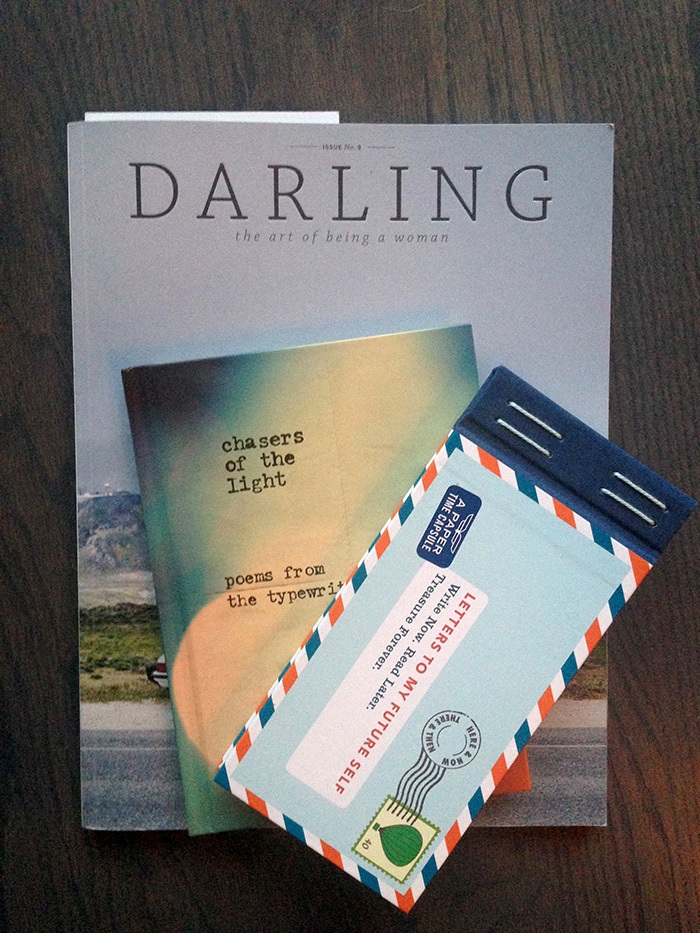 ISSUE No. 9
DARLING
the art of being a woman
chasers
of the
light
poems from
the typewrit
A PAPER
TIME CAPSULE
LETTERS TO MY FUTURE SELF
Write Now. Read Later.
Treasure Forever.
HERE & NOW
THERE & THEN
40